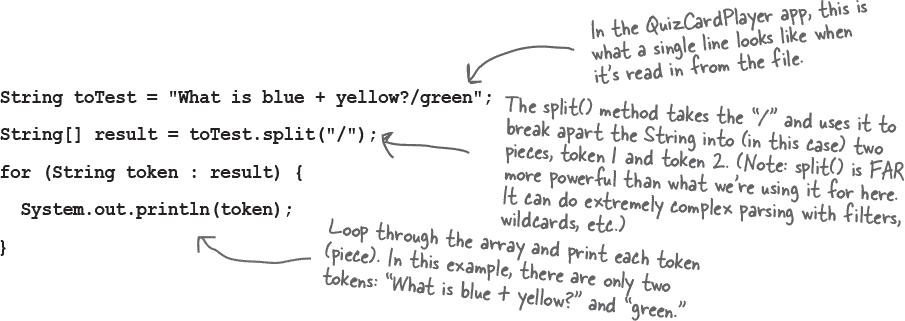 In the QuizCardPlayer app, this is
what a single line looks like when
it's read in from the file.
String toTest = "What is blue + yellow?/green";
String[] result = toTest.split("/");
for (String token : result) {
System.out.println(token);
}
The split() method takes the "/" and uses it to
break apart the String into (in this case) two
pieces, token 1 and token 2. (Note: split() is FAR
more powerful than what we're using it for here.
It can do extremely complex parsing with filters,
wildcards, etc.)
Loop through the array and print each token
(piece). In this example, there are only two
tokens: "What is blue + yellow?" and "green."